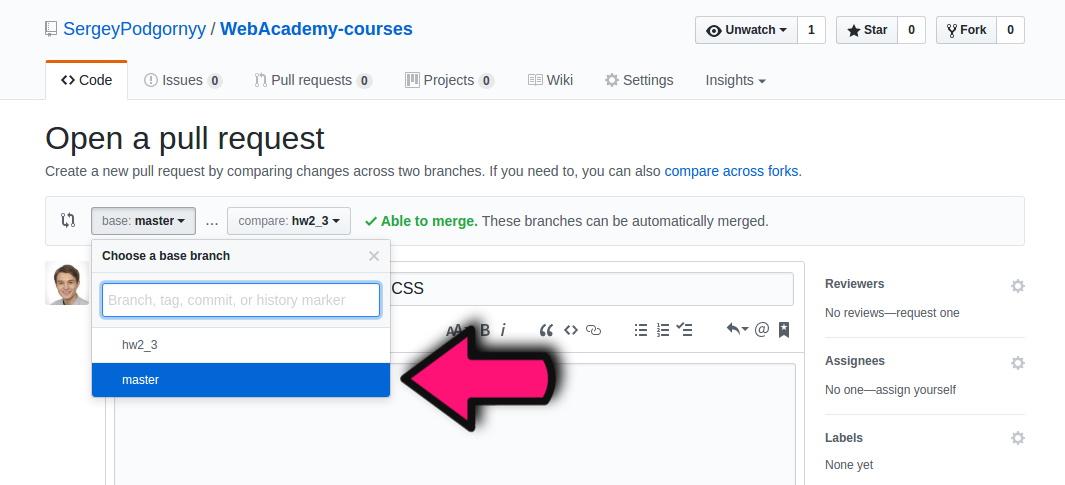 SergeyPodgornyy / WebAcademy-courses
Unwatch 1 Star 0 Fork 0
Code Issues 0 Pull requests 0 Projects 0 Wiki Settings Insights
Open a pull request
Create a new pull request by comparing changes across two branches. If you need to, you can also compare across forks.
base: master ... compare: hw2_3 Able to merge. These branches can be automatically merged.
Choose a base branch
Branch, tag, commit, or history marker
CSS
B i
hw2_3
master
Reviewers
No reviews—request one
Assignees
No one—assign yourself
Labels
None yet